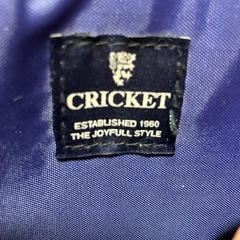 CRICKET
ESTABLISHED 1960
THE JOYFULL STYLE